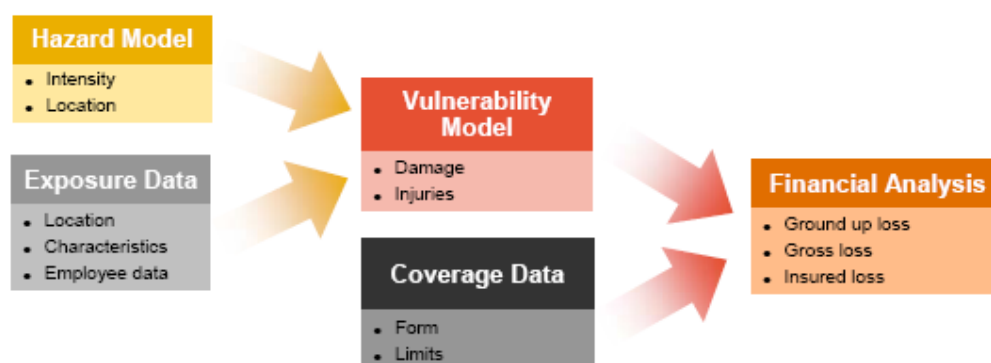 Hazard Model
• Intensity
• Location
Exposure Data
• Location
• Characteristics
• Employee data
Vulnerability
Model
• Damage
• Injuries
Coverage Data
• Form
• Limits
Financial Analysis
• Ground up loss
• Gross loss
• Insured loss